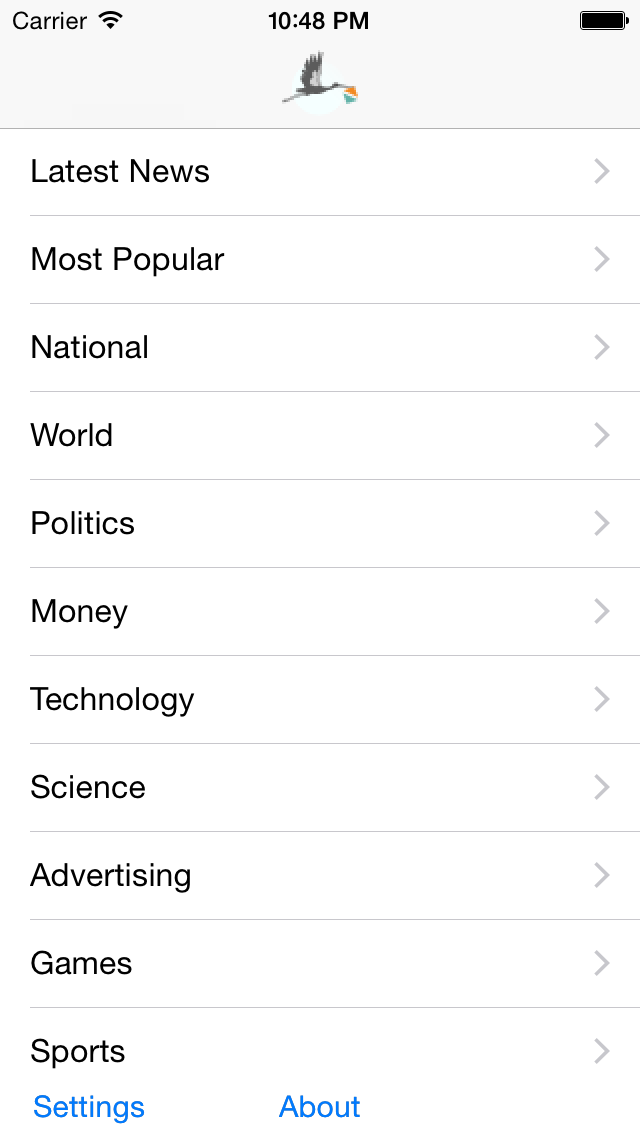 Carrier 10:48 PM
Latest News
Most Popular
National
World
Politics
Money
Technology
Science
Advertising
Games
Sports
Settings About